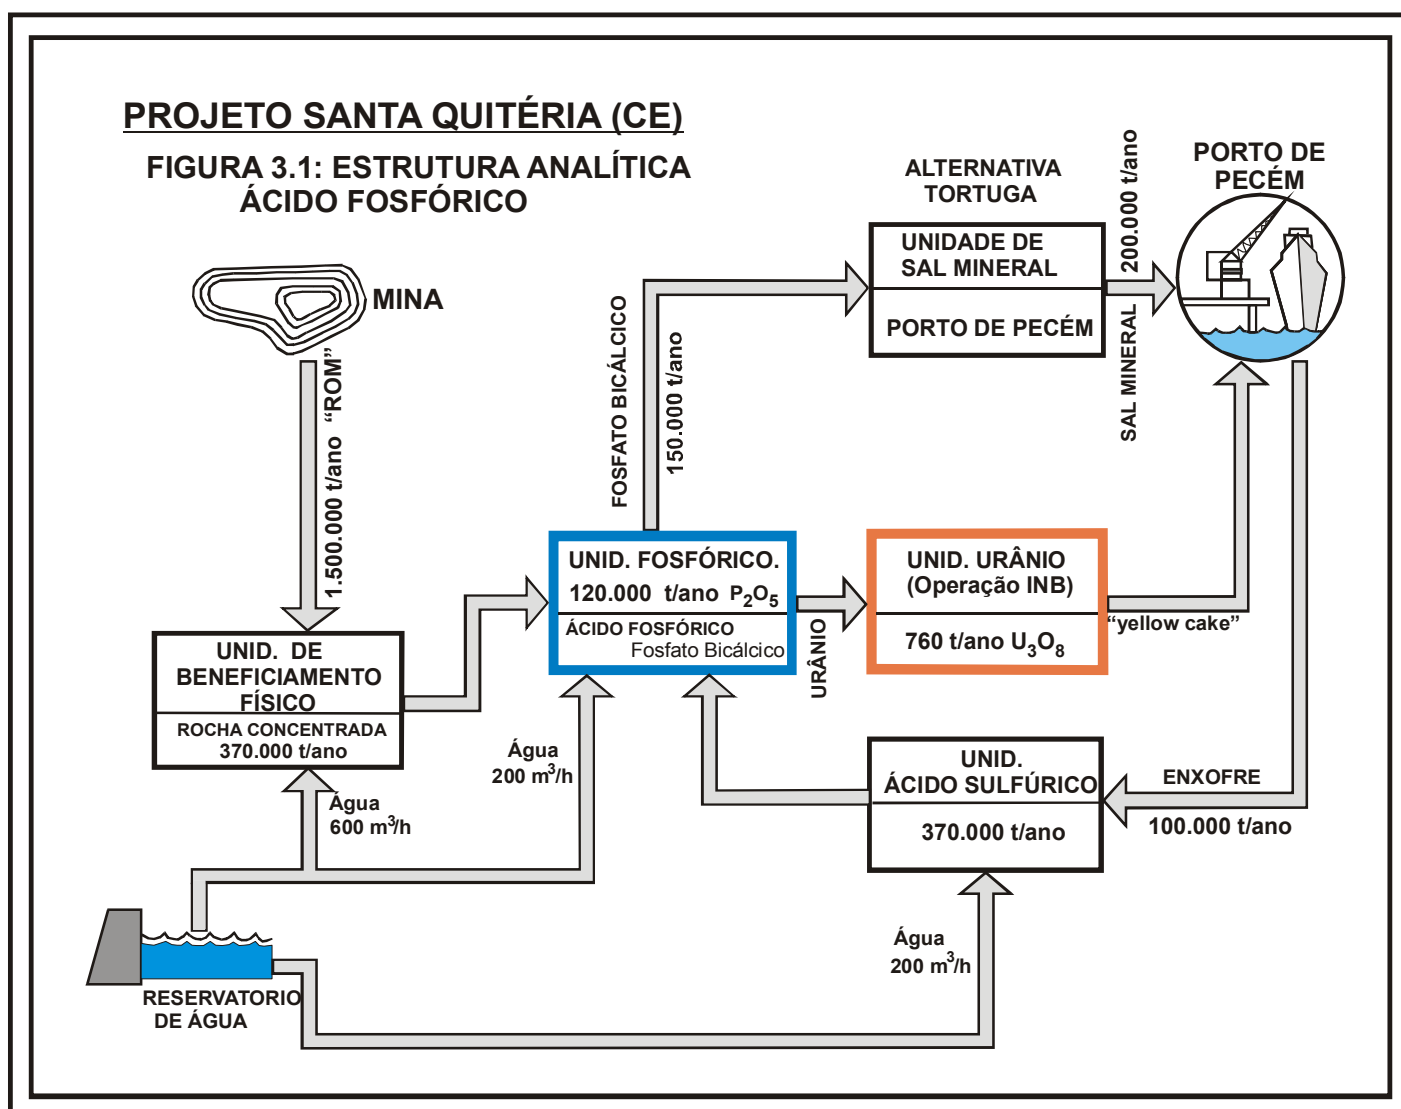 PROJETO SANTA QUITÉRIA (CE)
FIGURA 3.1: ESTRUTURA ANALÍTICA
ÁCIDO FOSFÓRICO
MINA
1.500.000 t/ano “ROM”
ALTERNATIVA
TORTUGA
UNIDADE DE
SAL MINERAL
PORTO DE PECÉM
SAL MINERAL 200.000 t/ano
PORTO DE
PECÉM
FOSFATO BICÁLCICO
150.000 t/ano
UNID. FOSFÓRICO.
120.000 t/ano P₂O₅
ÁCIDO FOSFÓRICO
Fosfato Bicálcico
URÂNIO
UNID. URÂNIO
(Operação INB)
760 t/ano U₃O₈
“yellow cake”
UNID. DE
BENEFICIAMENTO
FÍSICO
ROCHA CONCENTRADA
370.000 t/ano
Água
600 m³/h
Água
200 m³/h
UNID.
ÁCIDO SULFÚRICO
370.000 t/ano
ENXOFRE
100.000 t/ano
Água
200 m³/h
RESERVATORIO
DE ÁGUA